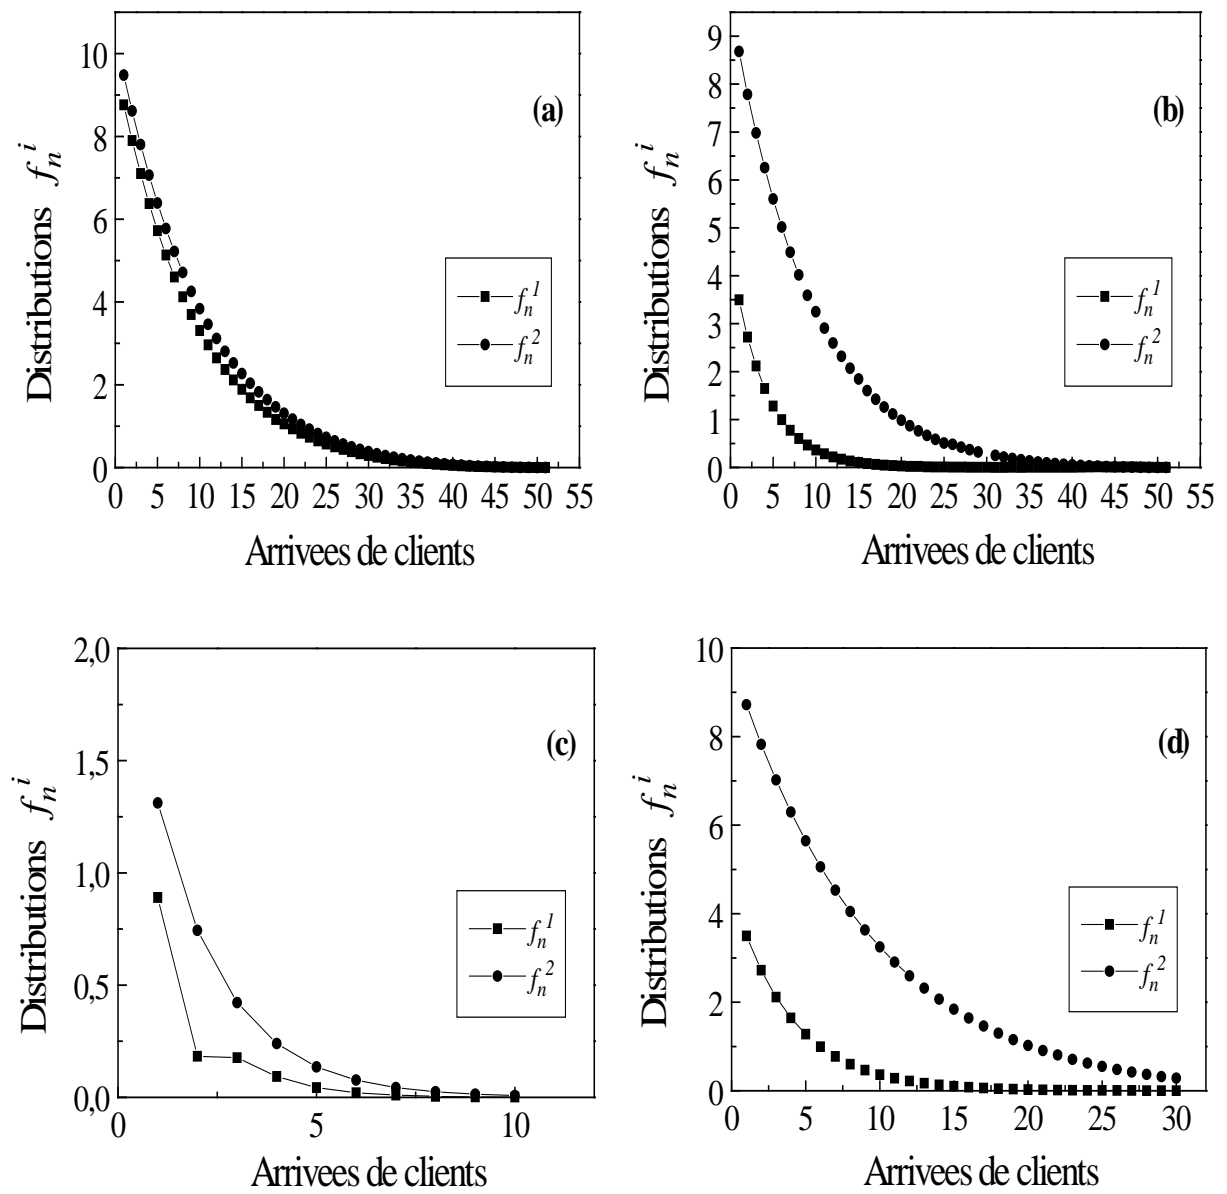 10
8
6
4
2
0
Distributions f_n^i
(a)
f_n^1
f_n^2
0 5 10 15 20 25 30 35 40 45 50 55
Arrivees de clients
9
8
7
6
5
4
3
2
1
0
Distributions f_n^i
(b)
f_n^1
f_n^2
0 5 10 15 20 25 30 35 40 45 50 55
Arrivees de clients
2,0
1,5
1,0
0,5
0,0
Distributions f_n^i
(c)
f_n^1
f_n^2
0 5 10
Arrivees de clients
10
8
6
4
2
0
Distributions f_n^i
(d)
f_n^1
f_n^2
0 5 10 15 20 25 30
Arrivees de clients